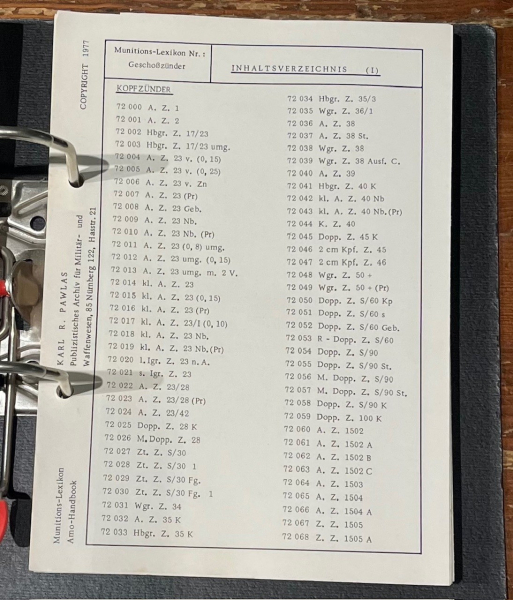 Munitions-Lexikon Nr. :
Geschoßzünder
INHALTSVERZEICHNIS (1)
KOPFZÜNDER
72 000 A. Z. 1
72 001 A. Z. 2
72 002 Hbgr. Z. 17/23
72 003 Hbgr. Z. 17/23 umg.
72 004 A. Z. 23 v. (0, 15)
72 005 A. Z. 23 v. (0, 25)
72 006 A. Z. 23 v. Zn
72 007 A. Z. 23 (Pr)
72 008 A. Z. 23 Geb.
72 009 A. Z. 23 Nb.
72 010 A. Z. 23 Nb. (Pr)
72 011 A. Z. 23 (0, 8) umg.
72 012 A. Z. 23 umg. (0, 15)
72 013 A. Z. 23 umg. m. 2 V.
72 014 kl. A. Z. 23
72 015 kl. A. Z. 23 (0, 15)
72 016 kl. A. Z. 23 (Pr)
72 017 kl. A. Z. 23/1 (0, 10)
72 018 kl. A. Z. 23 Nb.
72 019 kl. A. Z. 23 Nb. (Pr)
72 020 l. Igr. Z. 23 n. A.
72 021 s. Igr. Z. 23
72 022 A. Z. 23/28
72 023 A. Z. 23/28 (Pr)
72 024 A. Z. 23/42
72 025 Dopp. Z. 28 K
72 026 M. Dopp. Z. 28
72 027 Zt. Z. S/30
72 028 Zt. Z. S/30 1
72 029 Zt. Z. S/30 Fg.
72 030 Zt. Z. S/30 Fg. 1
72 031 Wgr. Z. 34
72 032 A. Z. 35 K
72 033 Hbgr. Z. 35 K
72 034 Hbgr. Z. 35/3
72 035 Wgr. Z. 36/1
72 036 A. Z. 38
72 037 A. Z. 38 St.
72 038 Wgr. Z. 38
72 039 Wgr. Z. 38 Ausf. C.
72 040 A. Z. 39
72 041 Hbgr. Z. 40 K
72 042 kl. A. Z. 40 Nb
72 043 kl. A. Z. 40 Nb. (Pr)
72 044 K. Z. 40
72 045 Dopp. Z. 45 K
72 046 2 cm Kpf. Z. 45
72 047 2 cm Kpf. Z. 46
72 048 Wgr. Z. 50 +
72 049 Wgr. Z. 50 + (Pr)
72 050 Dopp. Z. S/60 Kp
72 051 Dopp. Z. S/60 s
72 052 Dopp. Z. S/60 Geb.
72 053 R - Dopp. Z. S/60
72 054 Dopp. Z. S/90
72 055 Dopp. Z. S/90 St.
72 056 M. Dopp. Z. S/90
72 057 M. Dopp. Z. S/90 St.
72 058 Dopp. Z. S/90 K
72 059 Dopp. Z. 100 K
72 060 A. Z. 1502
72 061 A. Z. 1502 A
72 062 A. Z. 1502 B
72 063 A. Z. 1502 C
72 064 A. Z. 1503
72 065 A. Z. 1504
72 066 A. Z. 1504 A
72 067 Z. Z. 1505
72 068 Z. Z. 1505 A
COPYRIGHT 1977
KARL R. PAWLAS
Publizistisches Archiv für Militär- und
Waffenwesen, 85 Nürnberg 122, Hasstr. 21
Munitions-Lexikon
Amo-Handbook